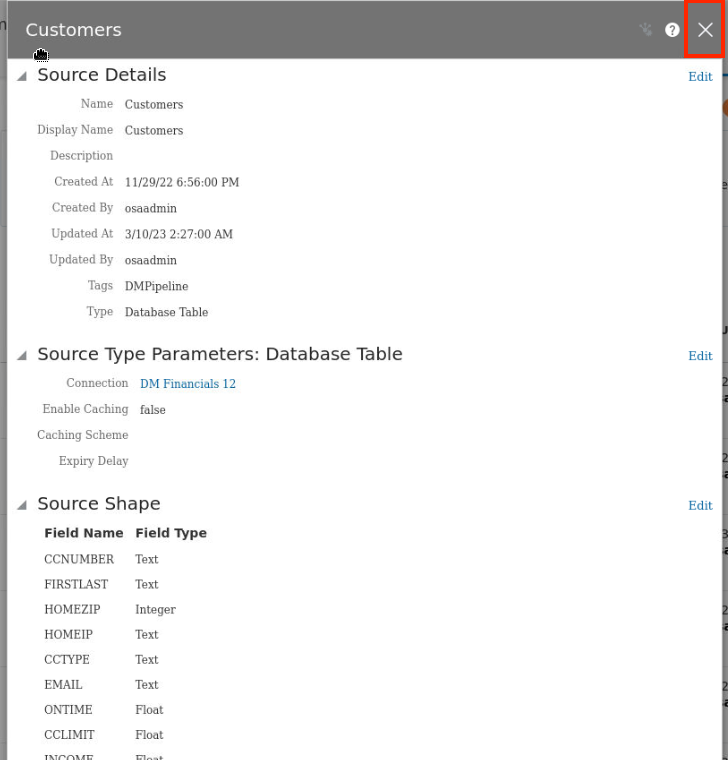 Customers
Source Details
Edit
Name Customers
Display Name Customers
Description
Created At 11/29/22 6:56:00 PM
Created By osaadmin
Updated At 3/10/23 2:27:00 AM
Updated By osaadmin
Tags DMPipeline
Type Database Table
Source Type Parameters: Database Table
Edit
Connection DM Financials 12
Enable Caching false
Caching Scheme
Expiry Delay
Source Shape
Edit
Field Name Field Type
CCNUMBER Text
FIRSTLAST Text
HOMEZIP Integer
HOMEIP Text
CCTYPE Text
EMAIL Text
ONTIME Float
CCLIMIT Float
INCOME Float